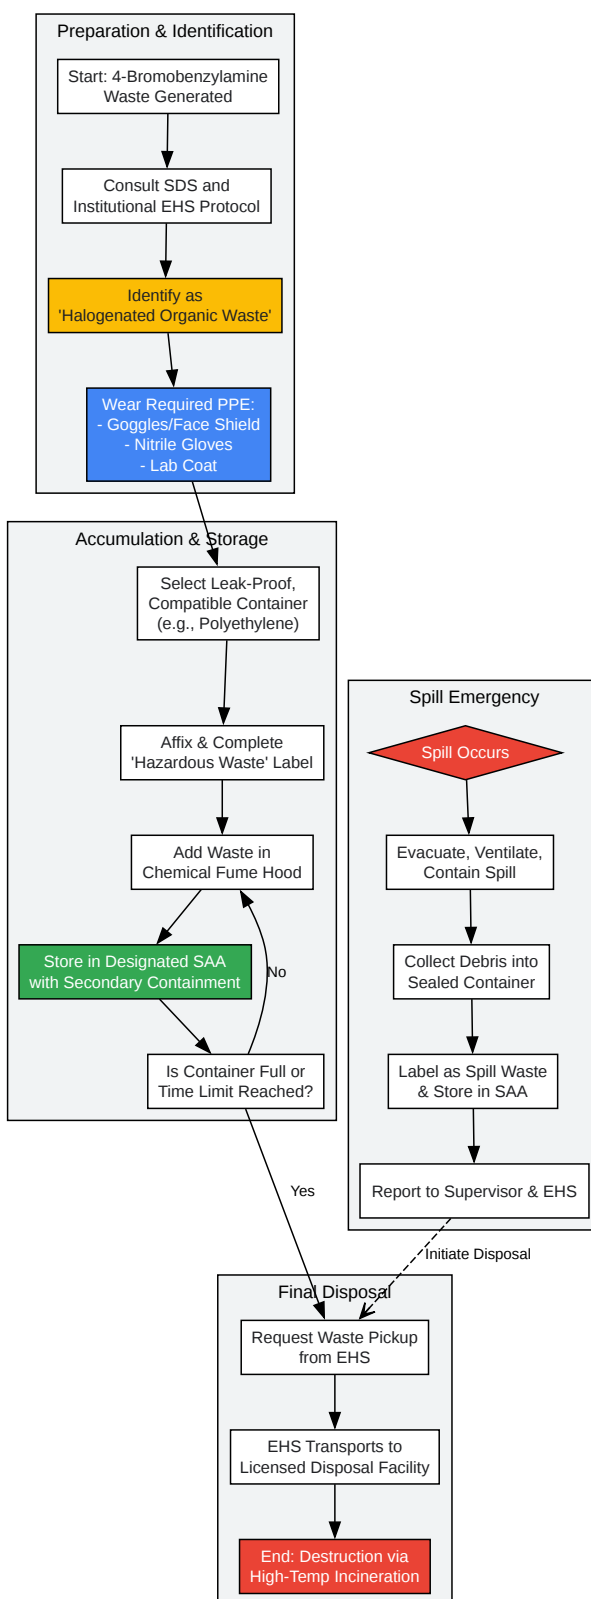 Preparation & Identification
Start: 4-Bromobenzylamine
Waste Generated
Consult SDS and
Institutional EHS Protocol
Identify as
'Halogenated Organic Waste'
Wear Required PPE:
- Goggles/Face Shield
- Nitrile Gloves
- Lab Coat
Accumulation & Storage
Select Leak-Proof,
Compatible Container
(e.g., Polyethylene)
Affix & Complete
'Hazardous Waste' Label
Add Waste in
Chemical Fume Hood
Store in Designated SAA
with Secondary Containment
No
Is Container Full or
Time Limit Reached?
Yes
Spill Emergency
Spill Occurs
Evacuate, Ventilate,
Contain Spill
Collect Debris into
Sealed Container
Label as Spill Waste
& Store in SAA
Report to Supervisor & EHS
Initiate Disposal
Final Disposal
Request Waste Pickup
from EHS
EHS Transports to
Licensed Disposal Facility
End: Destruction via
High-Temp Incineration